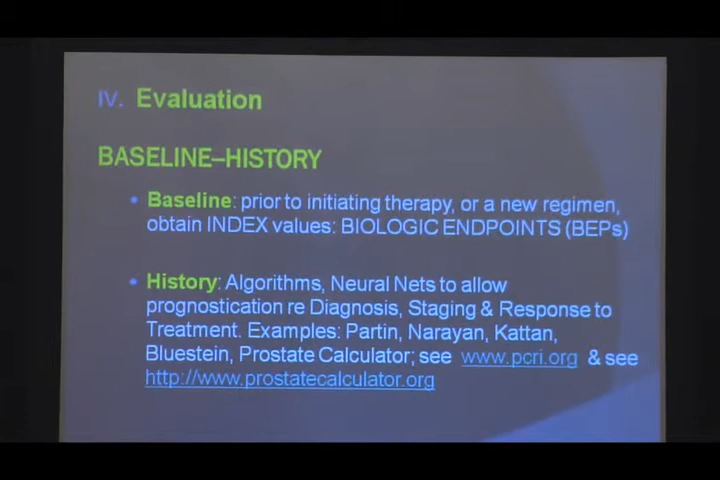 IV. Evaluation
BASELINE–HISTORY
• Baseline: prior to initiating therapy, or a new regimen,
obtain INDEX values: BIOLOGIC ENDPOINTS (BEPs)
• History: Algorithms, Neural Nets to allow
prognostication re Diagnosis, Staging & Response to
Treatment. Examples: Partin, Narayan, Kattan,
Bluestein, Prostate Calculator; see www.pcri.org & see
http://www.prostatecalculator.org